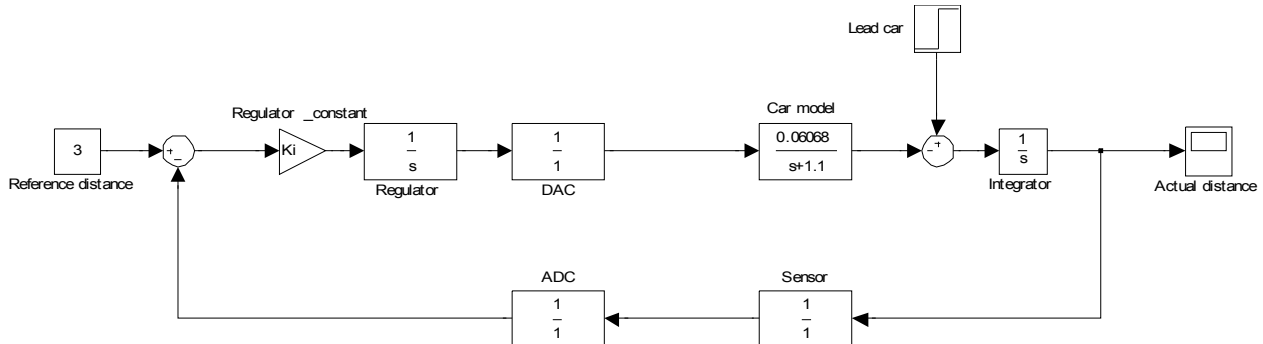 Lead car
Regulator _constant
Car model
3
+
−
Ki
1
s
1
1
0.06068
s+1.1
−
+
1
s
Reference distance
Regulator
DAC
Integrator
Actual distance
ADC
Sensor
1
1
1
1